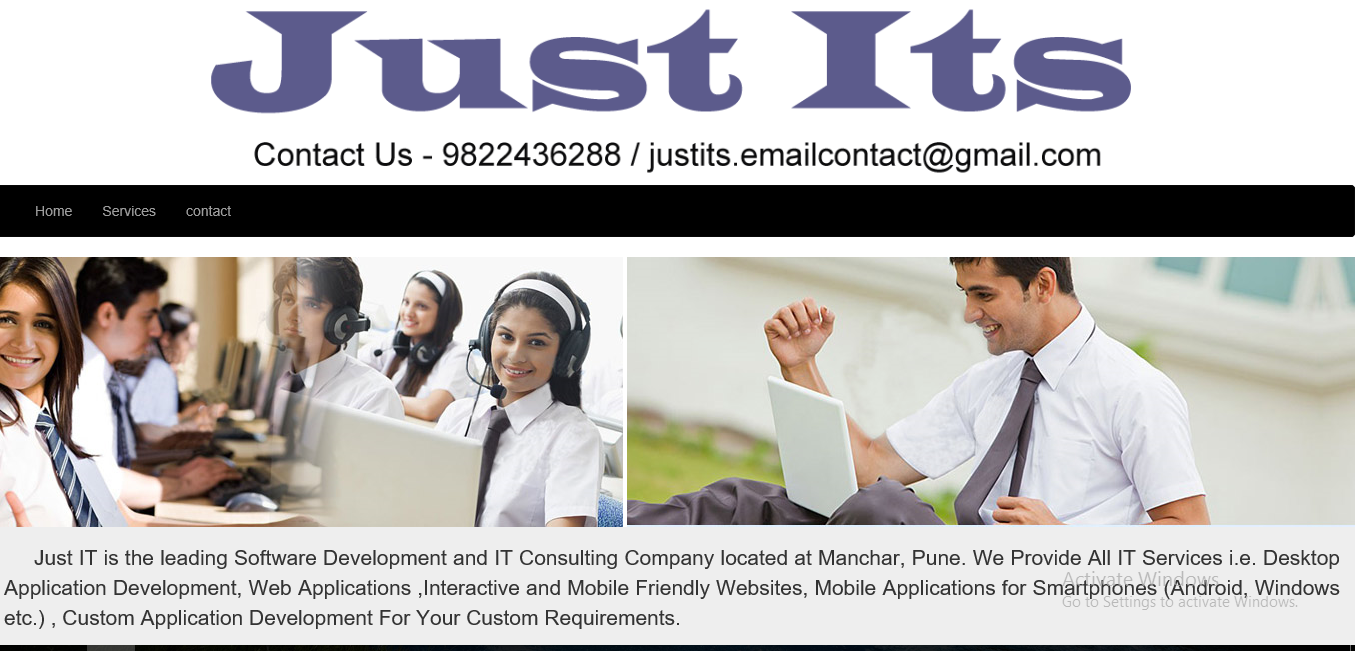 Just Its
Contact Us - 9822436288 / justits.emailcontact@gmail.com
Home Services contact
Just IT is the leading Software Development and IT Consulting Company located at Manchar, Pune. We Provide All IT Services i.e. Desktop
Application Development, Web Applications ,Interactive and Mobile Friendly Websites, Mobile Applications for Smartphones (Android, Windows
etc.) , Custom Application Development For Your Custom Requirements.
Activate Windows
Go to Settings to activate Windows.